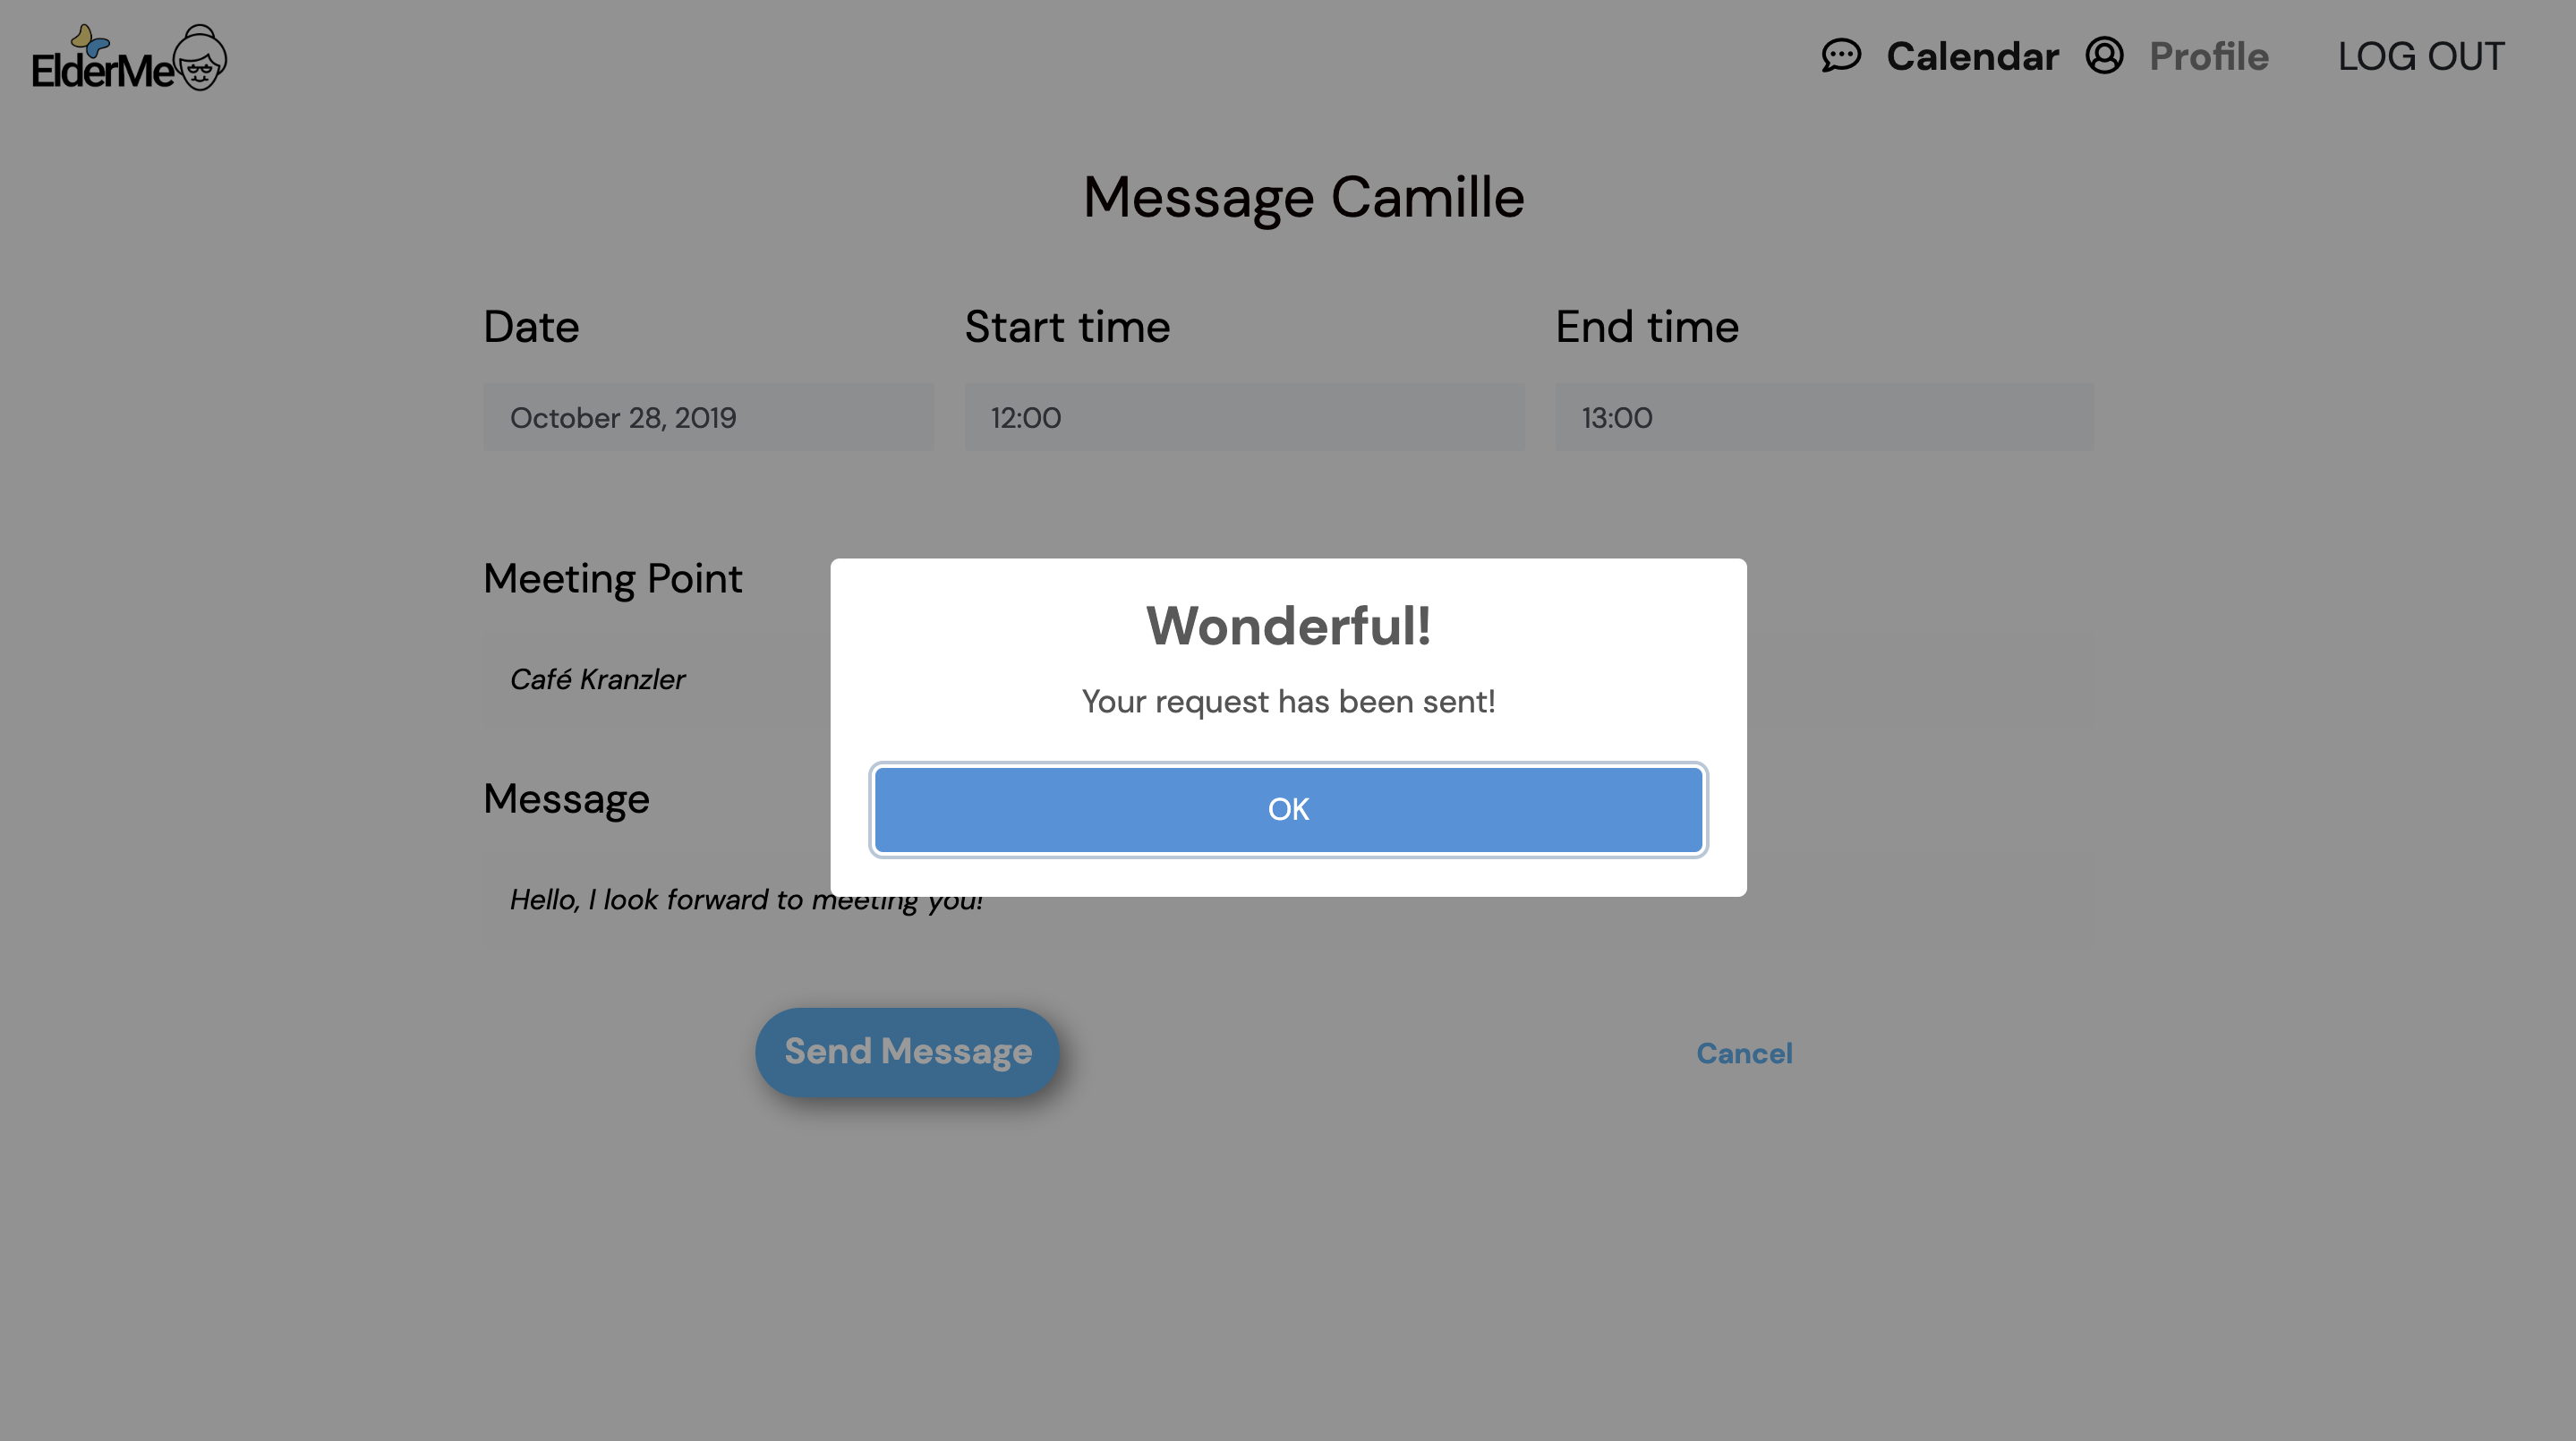 ElderMe
Calendar Profile LOG OUT
Message Camille
Date Start time End time
October 28, 2019 12:00 13:00
Meeting Point
Café Kranzler
Wonderful!
Your request has been sent!
OK
Message
Hello, I look forward to meeting you!
Send Message Cancel